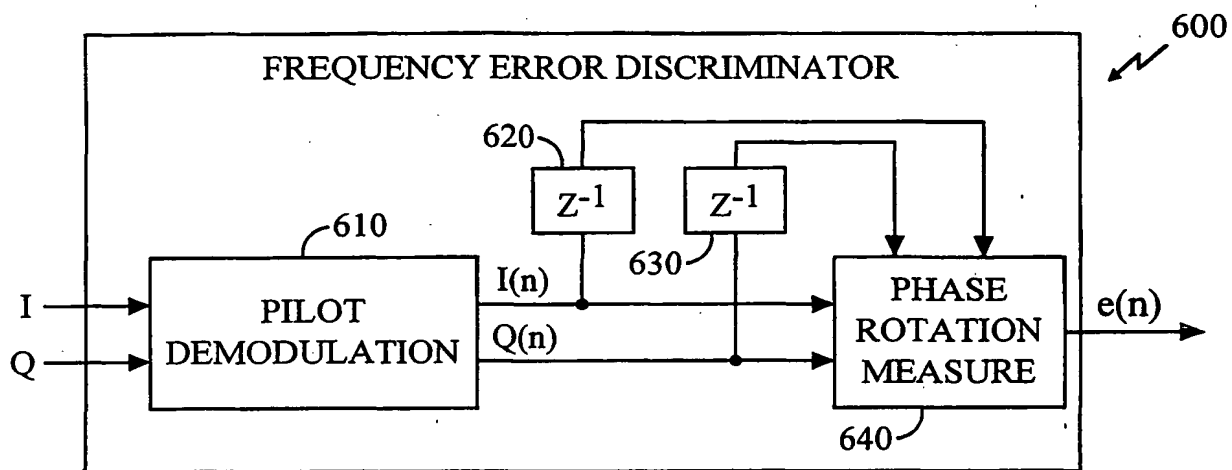 600
FREQUENCY ERROR DISCRIMINATOR
620
Z-1
Z-1
610
630
I
Q
PILOT
DEMODULATION
I(n)
Q(n)
PHASE
ROTATION
MEASURE
e(n)
640